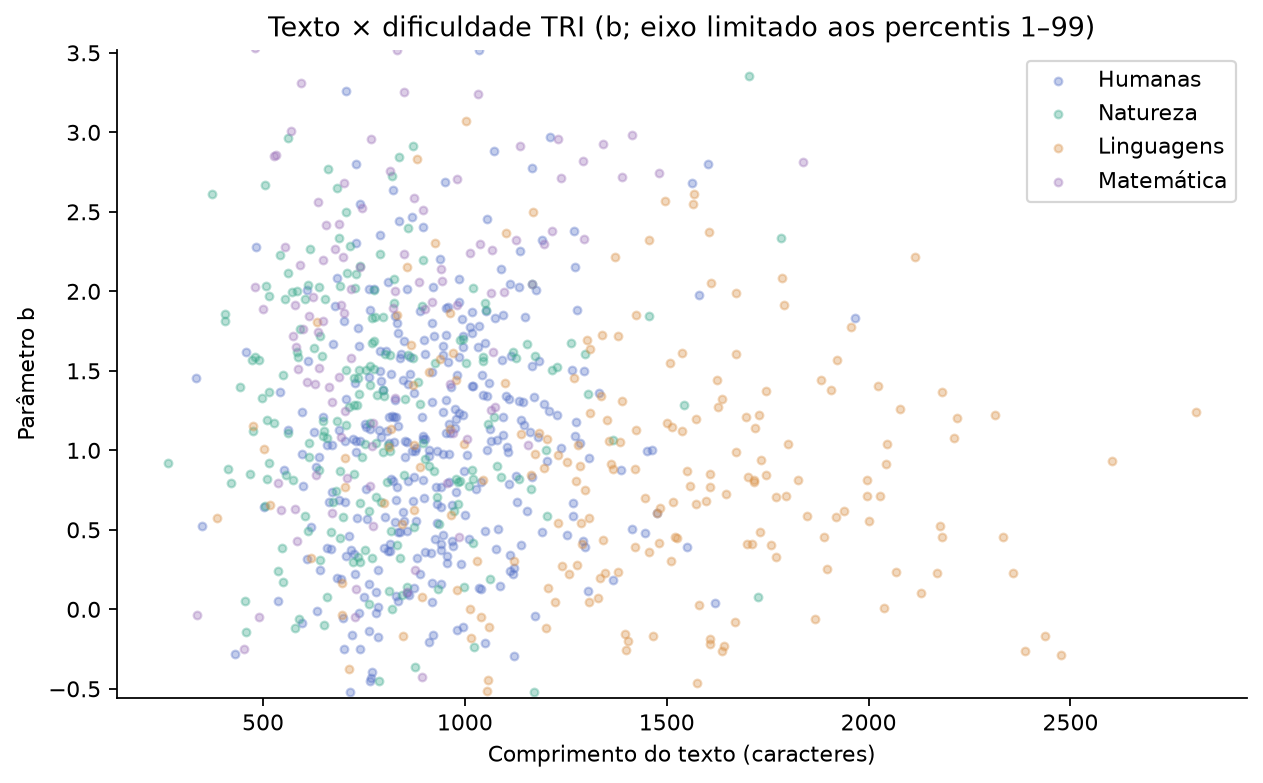 Texto × dificuldade TRI (b; eixo limitado aos percentis 1–99)
Humanas
Natureza
Linguagens
Matemática
Parâmetro b
3.5
3.0
2.5
2.0
1.5
1.0
0.5
0.0
−0.5
500 1000 1500 2000 2500
Comprimento do texto (caracteres)